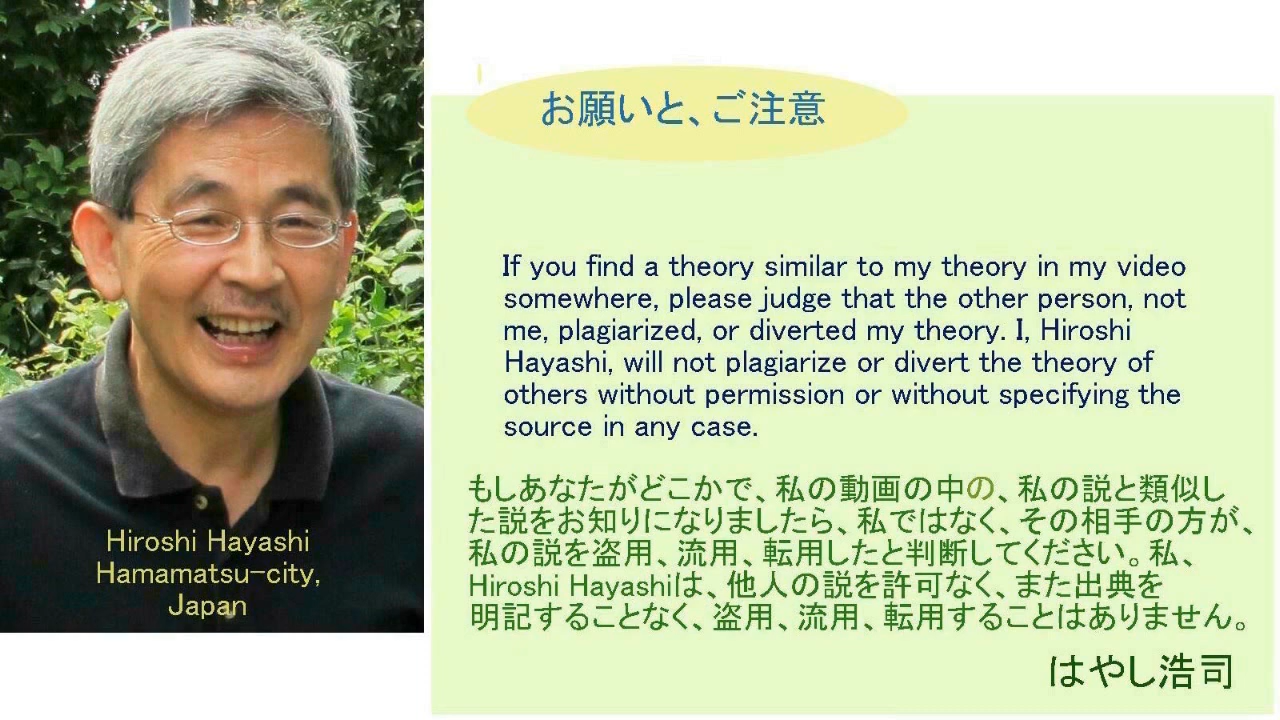 お願いと、ご注意
If you find a theory similar to my theory in my video
somewhere, please judge that the other person, not
me, plagiarized, or diverted my theory. I, Hiroshi
Hayashi, will not plagiarize or divert the theory of
others without permission or without specifying the
source in any case.
もしあなたがどこかで、私の動画の中の、私の説と類似し
た説をお知りになりましたら、私ではなく、その相手の方が、
私の説を盗用、流用、転用したと判断してください。私、
Hiroshi Hayashiは、他人の説を許可なく、また出典を
明記することなく、盗用、流用、転用することはありません。
はやし浩司
Hiroshi Hayashi
Hamamatsu-city,
Japan